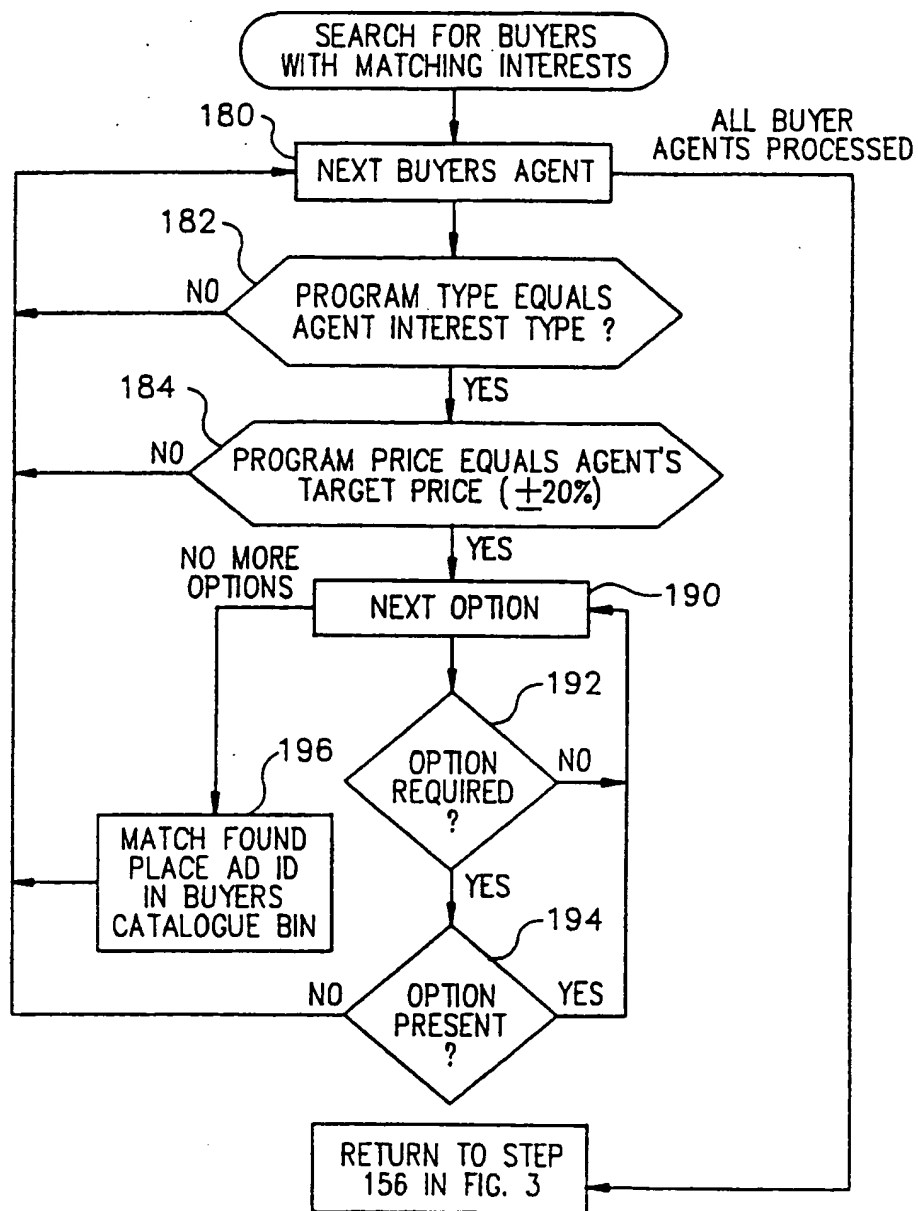 SEARCH FOR BUYERS
WITH MATCHING INTERESTS
180
ALL BUYER
AGENTS PROCESSED
NEXT BUYERS AGENT
182
NO
PROGRAM TYPE EQUALS
AGENT INTEREST TYPE ?
YES
184
NO
PROGRAM PRICE EQUALS AGENT'S
TARGET PRICE (±20%)
YES
NO MORE
OPTIONS
NEXT OPTION
190
192
OPTION
REQUIRED
?
NO
196
MATCH FOUND
PLACE AD ID
IN BUYERS
CATALOGUE BIN
YES
194
NO
OPTION
PRESENT
?
YES
RETURN TO STEP
156 IN FIG. 3